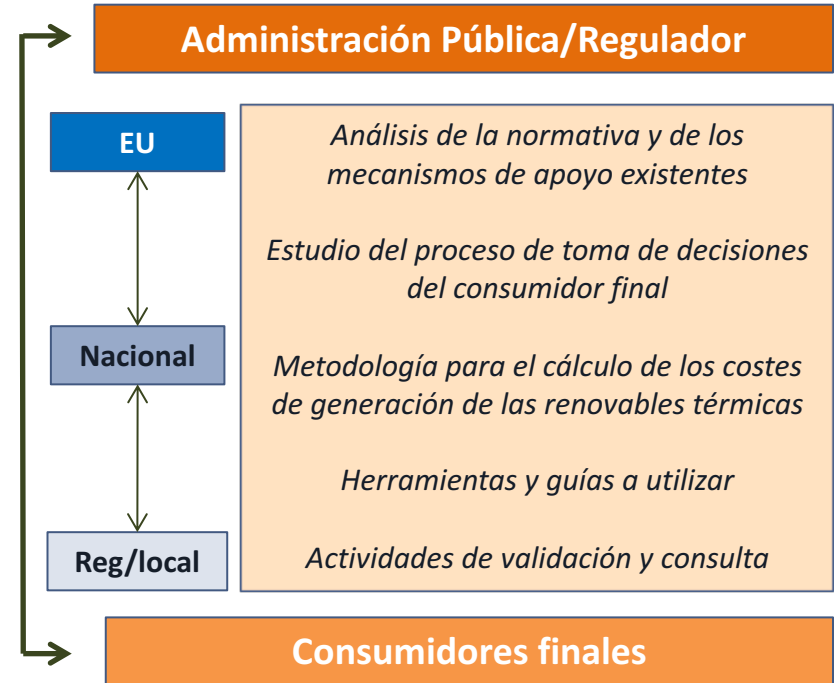 Administración Pública/Regulador
EU
Análisis de la normativa y de los
mecanismos de apoyo existentes
Estudio del proceso de toma de decisiones
del consumidor final
Nacional
Metodología para el cálculo de los costes
de generación de las renovables térmicas
Herramientas y guías a utilizar
Reg/local
Actividades de validación y consulta
Consumidores finales